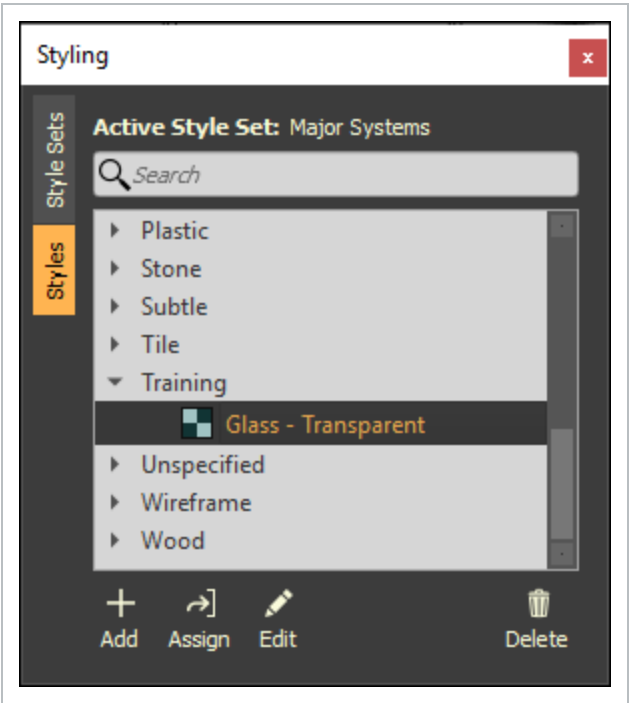 Styling
x
Style Sets
Styles
Active Style Set: Major Systems
Search
Plastic
Stone
Subtle
Tile
Training
Glass - Transparent
Unspecified
Wireframe
Wood
Add Assign Edit Delete